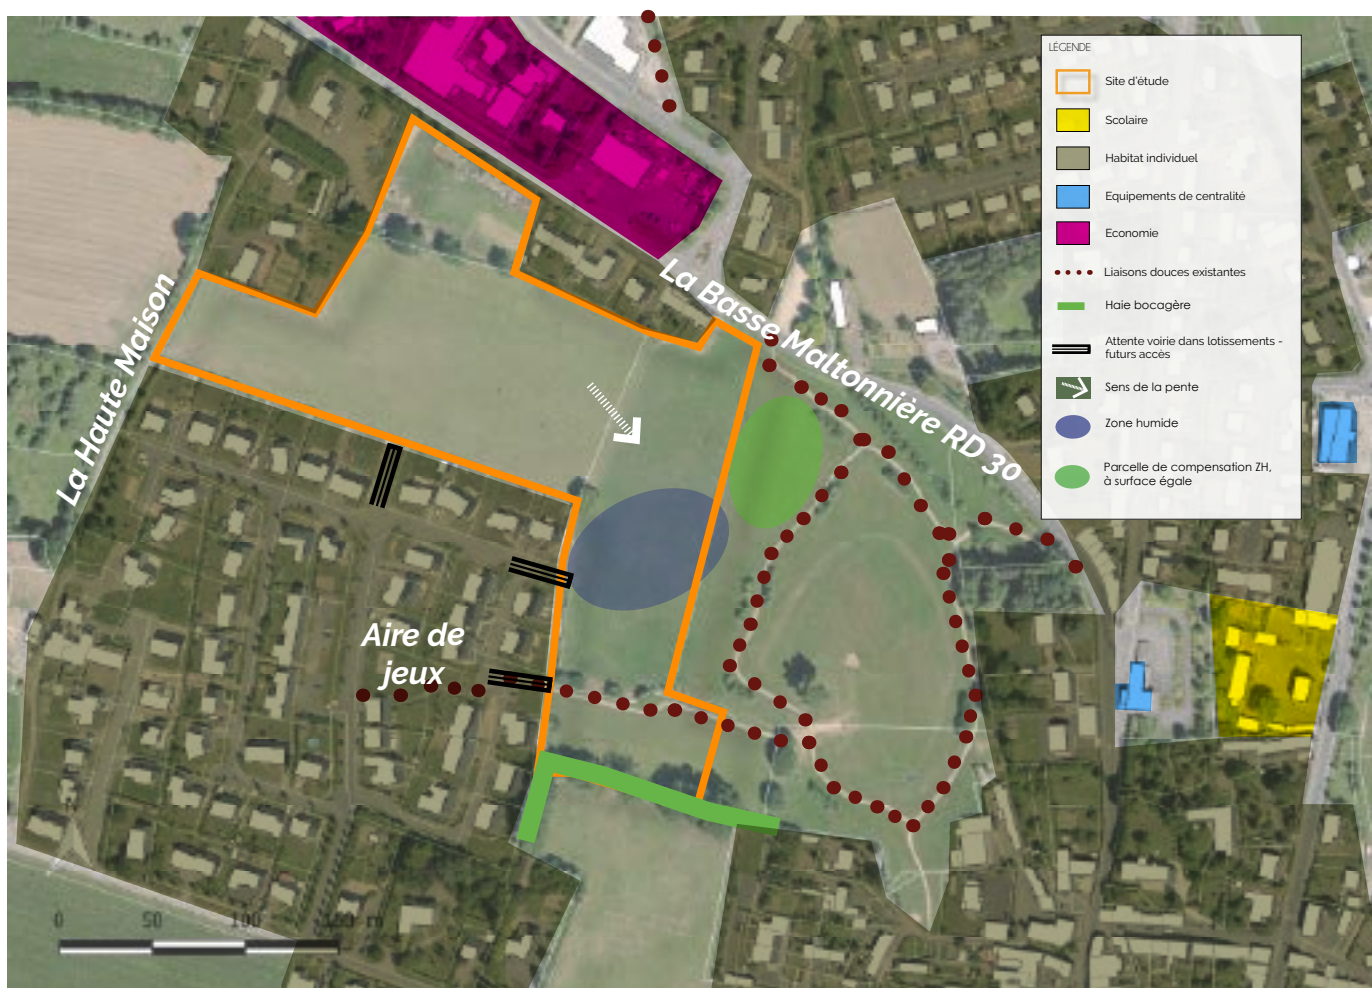 LÉGENDE
Site d'étude
Scolaire
Habitat individuel
Equipements de centralité
Economie
Liaisons douces existantes
Haie bocagère
Attente voirie dans lotissements -
futurs accès
Sens de la pente
Zone humide
Parcelle de compensation ZH,
à surface égale
La Basse Maltonnière RD 30
La Haute Maison
Aire de
jeux
0 50 100 150 m